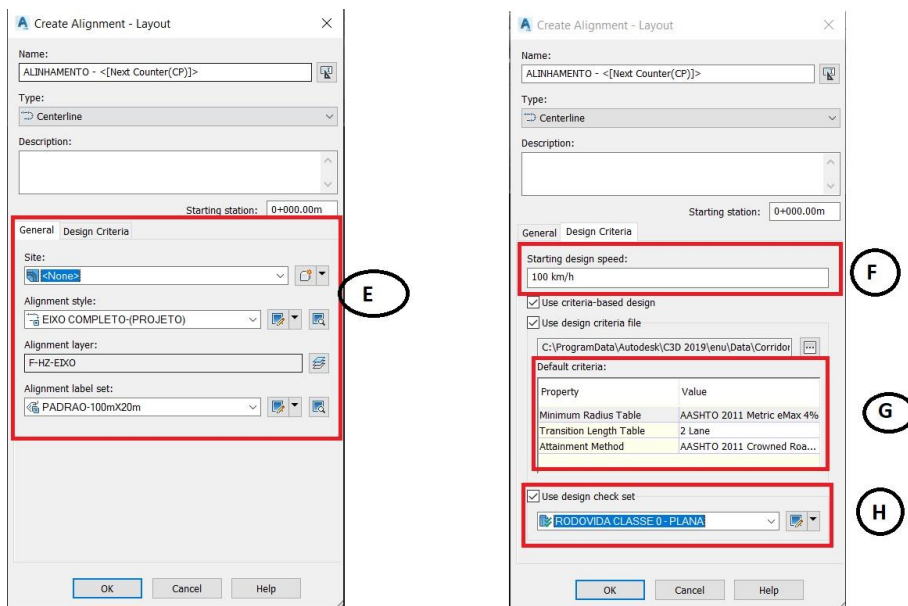 Create Alignment - Layout
Name:
ALINHAMENTO - <[Next Counter(CP)]>
Type:
Centerline
Description:
Starting station: 0+000.00m
General Design Criteria
Site:
<None>
Alignment style:
EIXO COMPLETO-(PROJETO)
Alignment layer:
F-HZ-EIXO
Alignment label set:
PADRAO-100mX20m
OK Cancel Help
E
Create Alignment - Layout
Name:
ALINHAMENTO - <[Next Counter(CP)]>
Type:
Centerline
Description:
Starting station: 0+000.00m
General Design Criteria
Starting design speed:
100 km/h
F
Use criteria-based design
Use design criteria file
C:\ProgramData\Autodesk\C3D 2019\enu\Data\Corridor ...
Default criteria:
Property Value
Minimum Radius Table AASHTO 2011 Metric eMax 4%
Transition Length Table 2 Lane
Attainment Method AASHTO 2011 Crowned Roa...
G
Use design check set
RODOVIDA CLASSE 0 - PLANA
H
OK Cancel Help